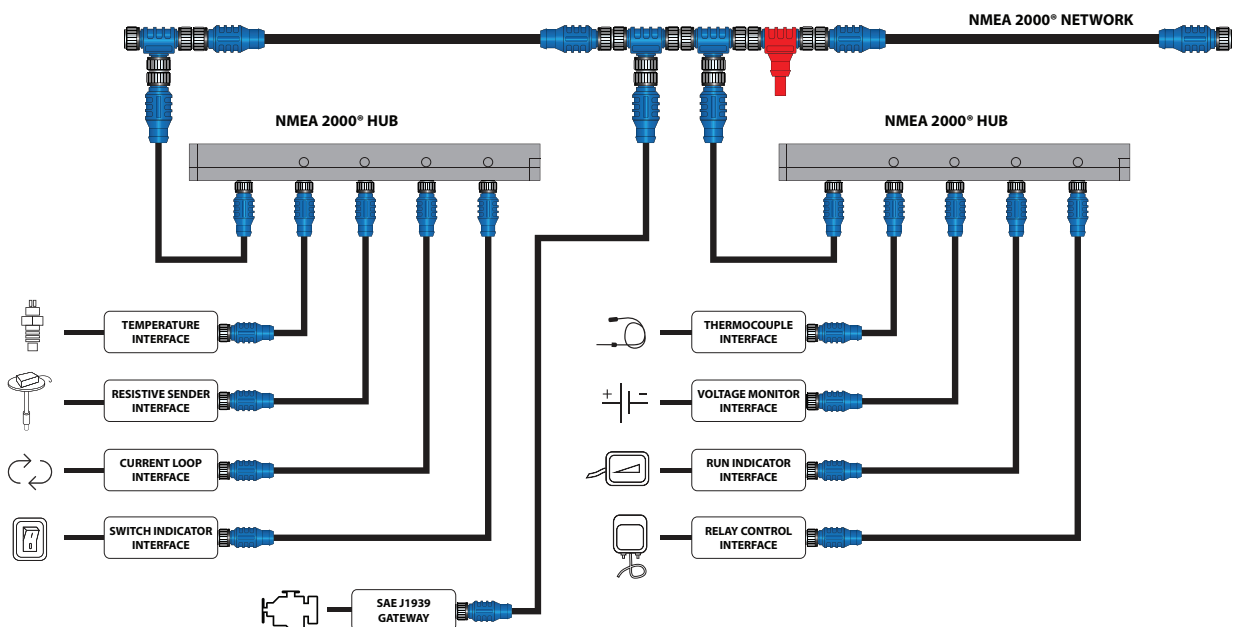 NMEA 2000® NETWORK
NMEA 2000® HUB
NMEA 2000® HUB
TEMPERATURE
INTERFACE
RESISTIVE SENDER
INTERFACE
CURRENT LOOP
INTERFACE
SWITCH INDICATOR
INTERFACE
SAE J1939
GATEWAY
THERMOCOUPLE
INTERFACE
+ −
VOLTAGE MONITOR
INTERFACE
RUN INDICATOR
INTERFACE
RELAY CONTROL
INTERFACE